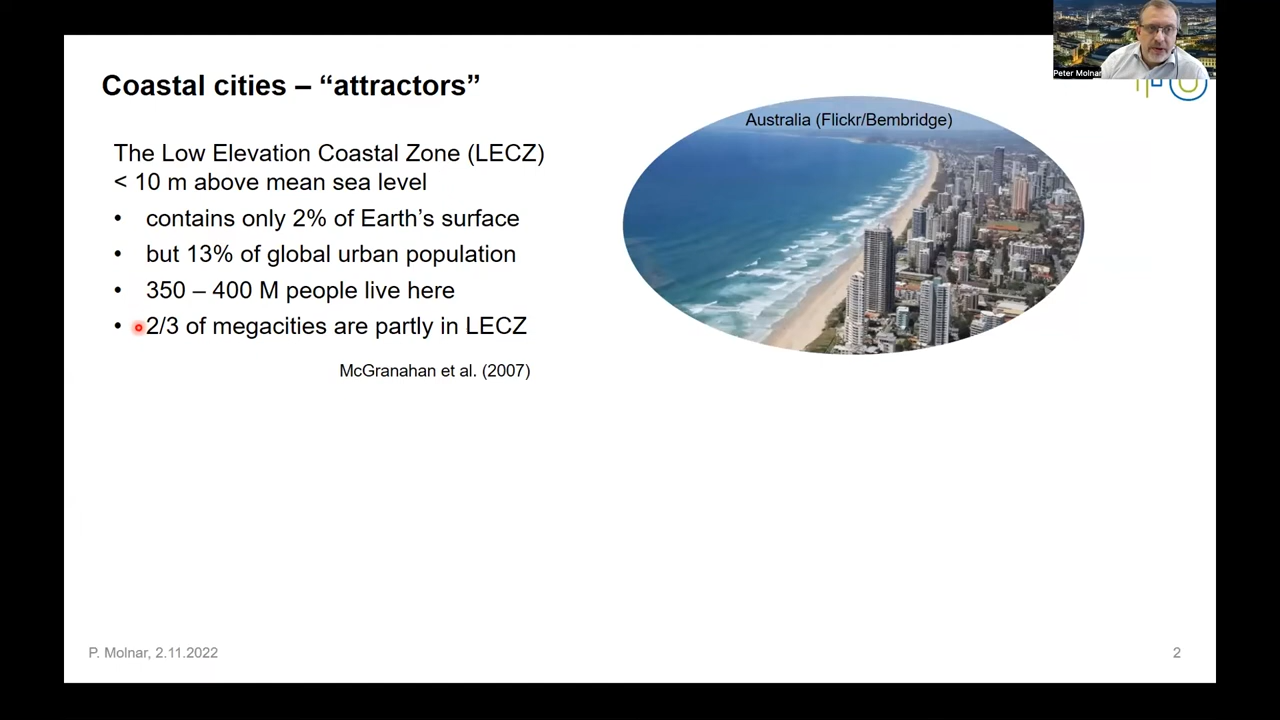 Peter Molnar
Coastal cities – “attractors”
Australia (Flickr/Bembridge)
The Low Elevation Coastal Zone (LECZ)
< 10 m above mean sea level
• contains only 2% of Earth’s surface
• but 13% of global urban population
• 350 – 400 M people live here
• 2/3 of megacities are partly in LECZ
McGranahan et al. (2007)
P. Molnar, 2.11.2022
2